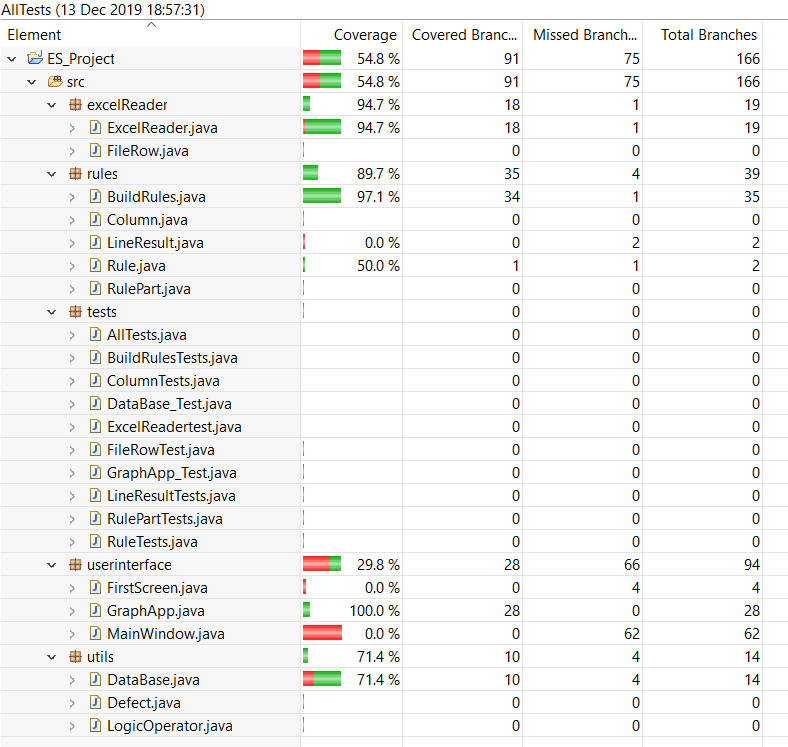 AllTests (13 Dec 2019 18:57:31)
Element Coverage Covered Branc... Missed Branch... Total Branches
ES_Project 54.8 % 91 75 166
src 54.8 % 91 75 166
excelReader 94.7 % 18 1 19
ExcelReader.java 94.7 % 18 1 19
FileRow.java 0 0 0
rules 89.7 % 35 4 39
BuildRules.java 97.1 % 34 1 35
Column.java 0 0 0
LineResult.java 0.0 % 0 2 2
Rule.java 50.0 % 1 1 2
RulePart.java 0 0 0
tests 0 0 0
AllTests.java 0 0 0
BuildRulesTests.java 0 0 0
ColumnTests.java 0 0 0
DataBase_Test.java 0 0 0
ExcelReadertest.java 0 0 0
FileRowTest.java 0 0 0
GraphApp_Test.java 0 0 0
LineResultTests.java 0 0 0
RulePartTests.java 0 0 0
RuleTests.java 0 0 0
userinterface 29.8 % 28 66 94
FirstScreen.java 0.0 % 0 4 4
GraphApp.java 100.0 % 28 0 28
MainWindow.java 0.0 % 0 62 62
utils 71.4 % 10 4 14
DataBase.java 71.4 % 10 4 14
Defect.java 0 0 0
LogicOperator.java 0 0 0